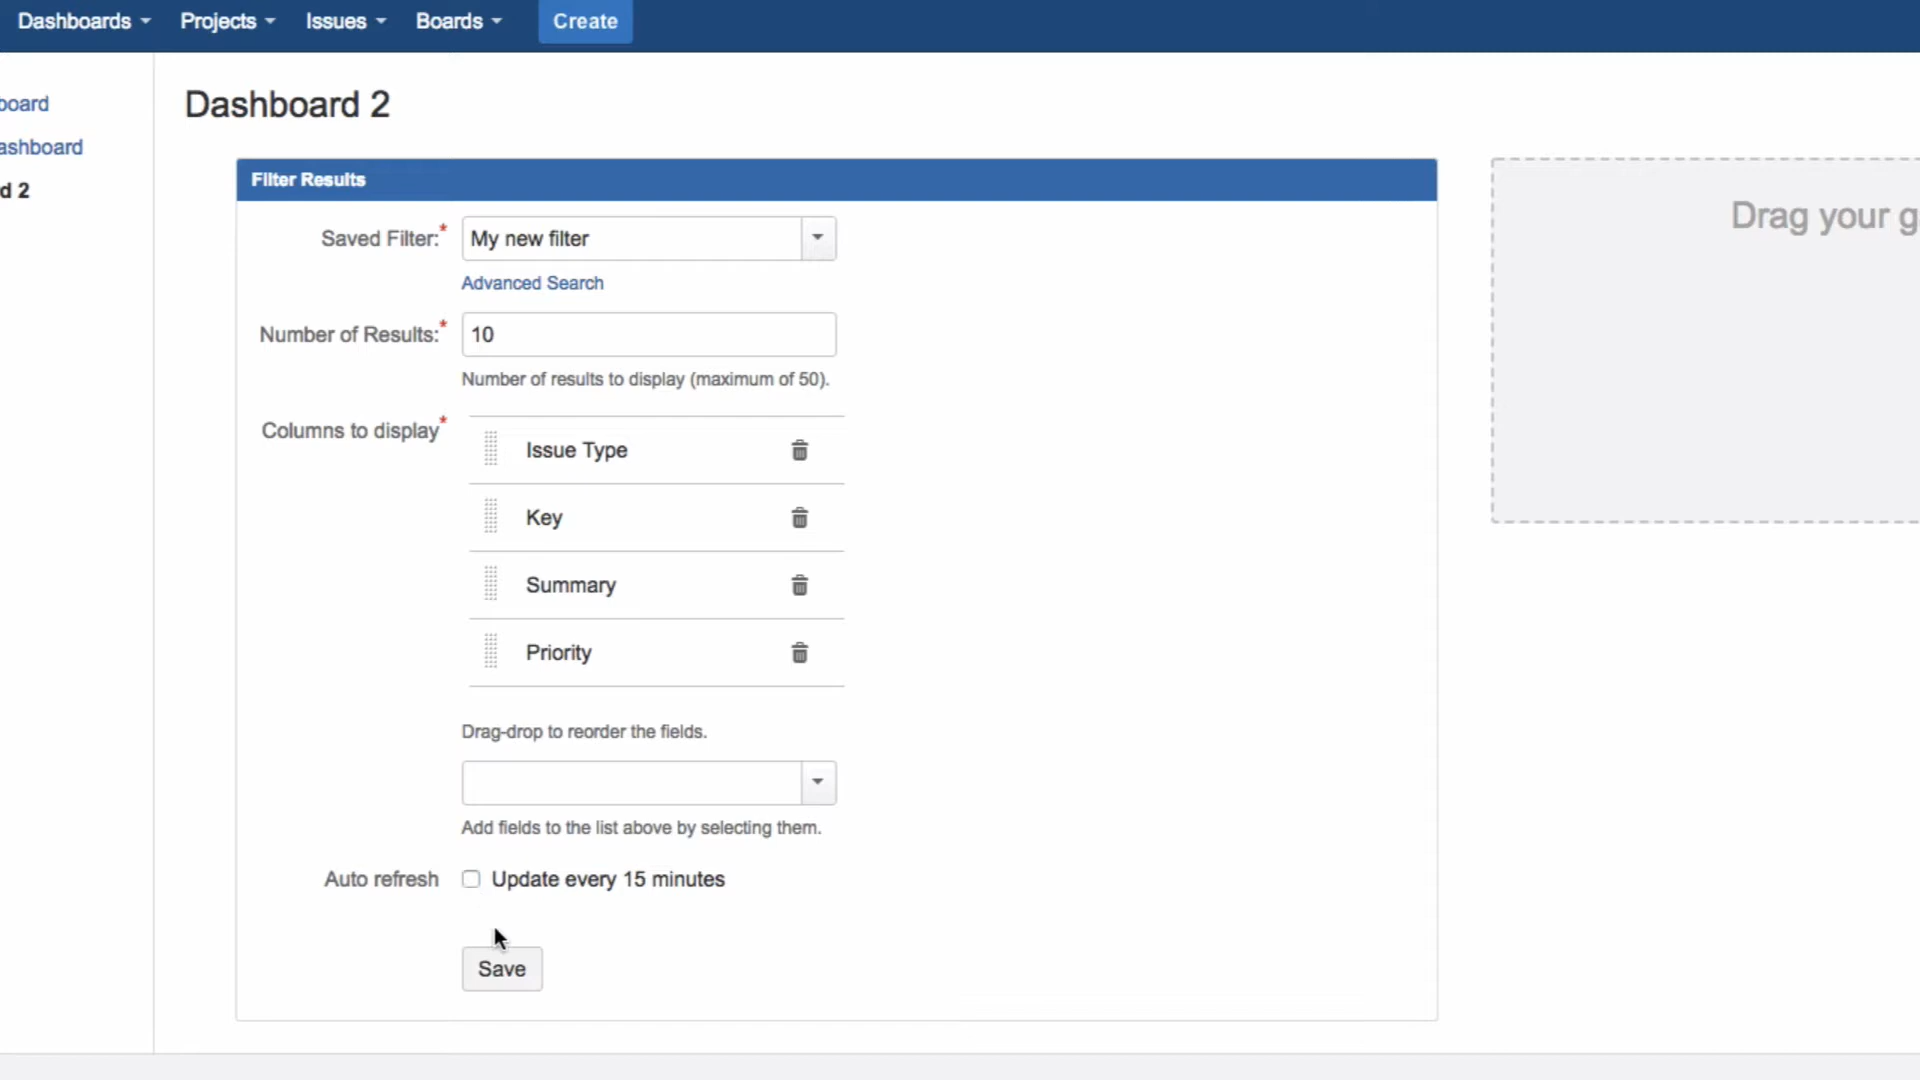 Dashboards Projects Issues Boards Create
board
ashboard
d 2
Dashboard 2
Filter Results
Saved Filter:* My new filter
Advanced Search
Number of Results:* 10
Number of results to display (maximum of 50).
Columns to display*
Issue Type
Key
Summary
Priority
Drag-drop to reorder the fields.
Add fields to the list above by selecting them.
Auto refresh Update every 15 minutes
Save
Drag your g